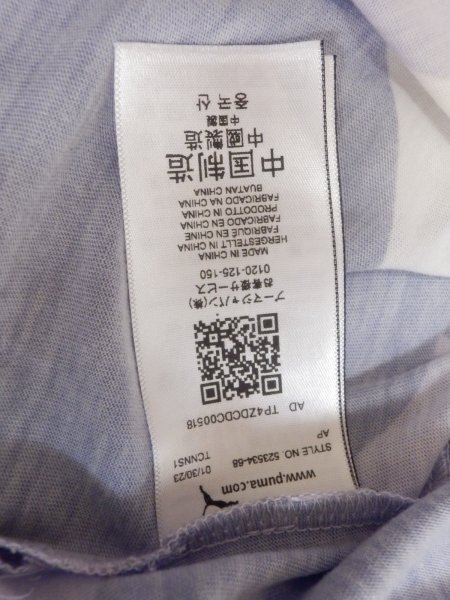 www.puma.com
AP
STYLE NO. 523534-68
01/30/23 TCNNS1
AD TP4ZDCDC00518
プーマジャパン(株)
お客様サービス
0120-125-150
MADE IN CHINA
HERGESTELLT IN CHINA
FABRIQUÉ EN CHINE
PRODOTTO IN CHINA
FABRICADO EN CHINA
FABRICADO NA CHINA
BUATAN CHINA
中国制造
中國製造
中国製
중국산